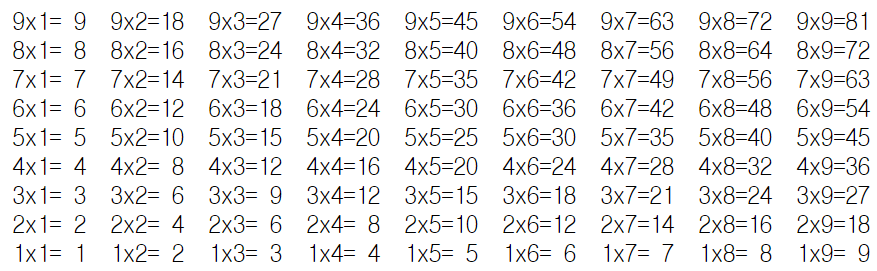 9x1= 9 9x2=18 9x3=27 9x4=36 9x5=45 9x6=54 9x7=63 9x8=72 9x9=81
8x1= 8 8x2=16 8x3=24 8x4=32 8x5=40 8x6=48 8x7=56 8x8=64 8x9=72
7x1= 7 7x2=14 7x3=21 7x4=28 7x5=35 7x6=42 7x7=49 7x8=56 7x9=63
6x1= 6 6x2=12 6x3=18 6x4=24 6x5=30 6x6=36 6x7=42 6x8=48 6x9=54
5x1= 5 5x2=10 5x3=15 5x4=20 5x5=25 5x6=30 5x7=35 5x8=40 5x9=45
4x1= 4 4x2= 8 4x3=12 4x4=16 4x5=20 4x6=24 4x7=28 4x8=32 4x9=36
3x1= 3 3x2= 6 3x3= 9 3x4=12 3x5=15 3x6=18 3x7=21 3x8=24 3x9=27
2x1= 2 2x2= 4 2x3= 6 2x4= 8 2x5=10 2x6=12 2x7=14 2x8=16 2x9=18
1x1= 1 1x2= 2 1x3= 3 1x4= 4 1x5= 5 1x6= 6 1x7= 7 1x8= 8 1x9= 9